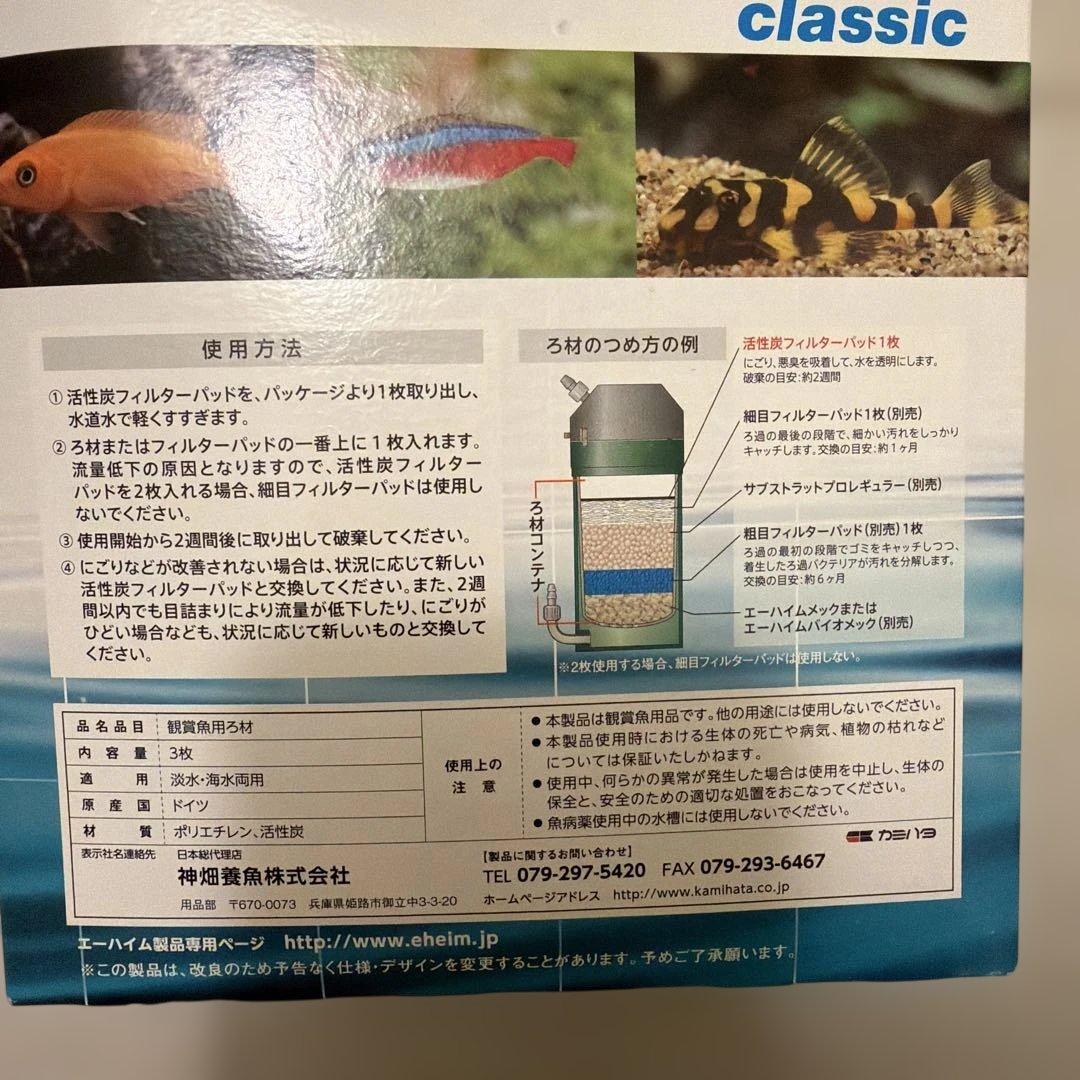 classic
使用方法
①活性炭フィルターパッドを、パッケージより1枚取り出し、
水道水で軽くすすぎます。
②ろ材またはフィルターパッドの一番上に1枚入れます。
流量低下の原因となりますので、活性炭フィルター
パッドを2枚入れる場合、細目フィルターパッドは使用し
ないでください。
③使用開始から2週間後に取り出して破棄してください。
④にごりなどが改善されない場合は、状況に応じて新しい
活性炭フィルターパッドと交換してください。また、2週
間以内でも目詰まりにより流量が低下したり、にごりが
ひどい場合なども、状況に応じて新しいものと交換して
ください。
ろ材のつめ方の例
活性炭フィルターパッド1枚
にごり、悪臭を吸着して、水を透明にします。
破棄の目安:約2週間
細目フィルターパッド1枚(別売)
ろ過の最後の段階で、細かい汚れをしっかり
キャッチします。交換の目安:約1ヶ月
サブストラットプロレギュラー(別売)
粗目フィルターパッド(別売)1枚
ろ過の最初の段階でゴミをキャッチしつつ、
着生したろ過バクテリアが汚れを分解します。
交換の目安:約6ヶ月
エーハイムメックまたは
エーハイムバイオメック(別売)
ろ材コンテナ
※2枚使用する場合、細目フィルターパッドは使用しない。
品名品目 観賞魚用ろ材
内容量 3枚
適用 淡水・海水両用
原産国 ドイツ
材質 ポリエチレン、活性炭
使用上の
注意
●本製品は観賞魚用品です。他の用途には使用しないでください。
●本製品使用時における生体の死亡や病気、植物の枯れなど
については保証いたしかねます。
●使用中、何らかの異常が発生した場合は使用を中止し、生体の
保全と、安全のための適切な処置をおこなってください。
●魚病薬使用中の水槽には使用しないでください。
カミハタ
表示社名連絡先 日本総代理店
神畑養魚株式会社
用品部 〒670-0073 兵庫県姫路市御立中3-3-20
【製品に関するお問い合わせ】
TEL 079-297-5420 FAX 079-293-6467
ホームページアドレス http://www.kamihata.co.jp
エーハイム製品専用ページ http://www.eheim.jp
※この製品は、改良のため予告なく仕様・デザインを変更することがあります。予めご了承願います。